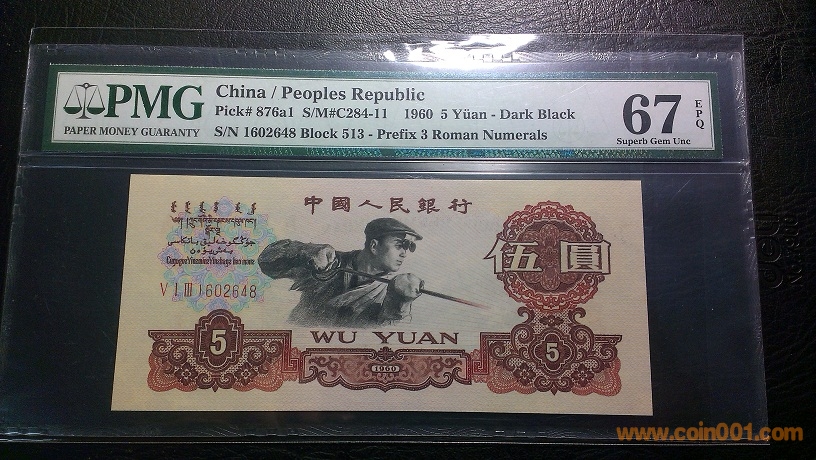 PMG
PAPER MONEY GUARANTY
China / Peoples Republic
Pick# 876a1 S/M#C284-11 1960 5 Yüan - Dark Black
S/N 1602648 Block 513 - Prefix 3 Roman Numerals
67 EPQ
Superb Gem Unc
中國人民銀行
伍圓
V I III 1602648
5
WU YUAN
1960
5
www.coin001.com